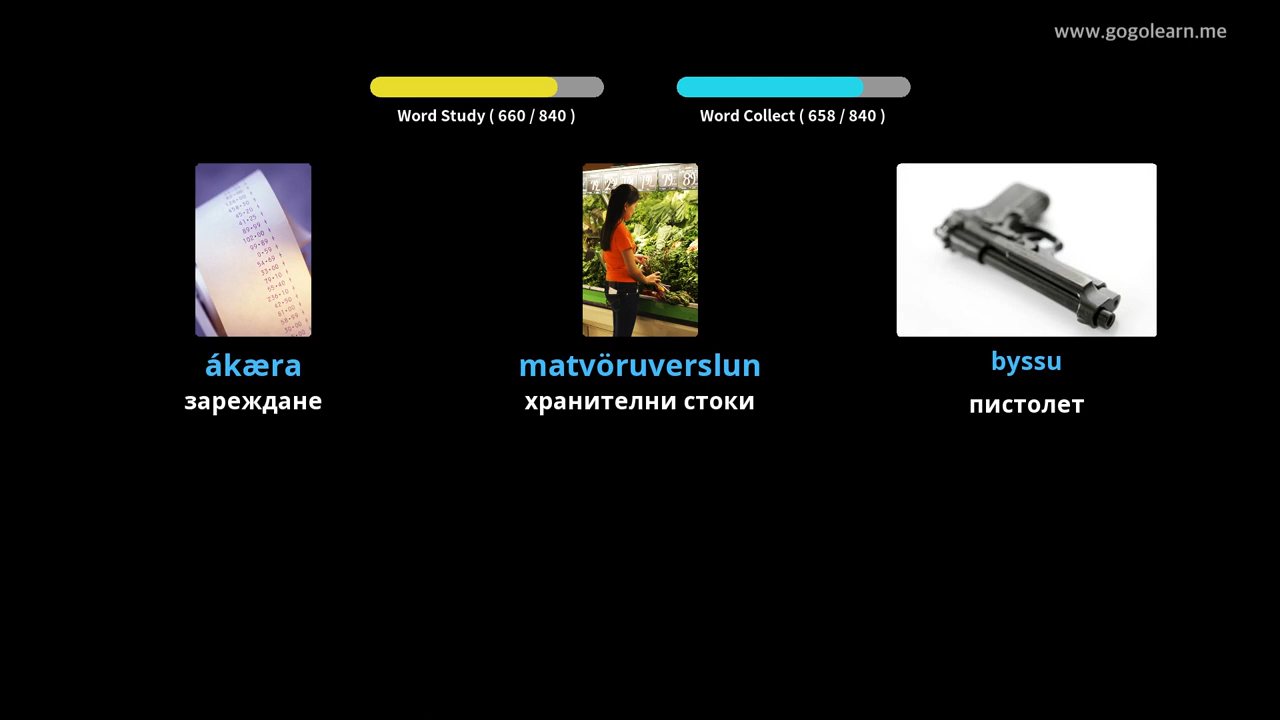 www.gogolearn.me
Word Study ( 660 / 840 )
Word Collect ( 658 / 840 )
ákæra
matvöruverslun
byssu
зареждане
хранителни стоки
пистолет